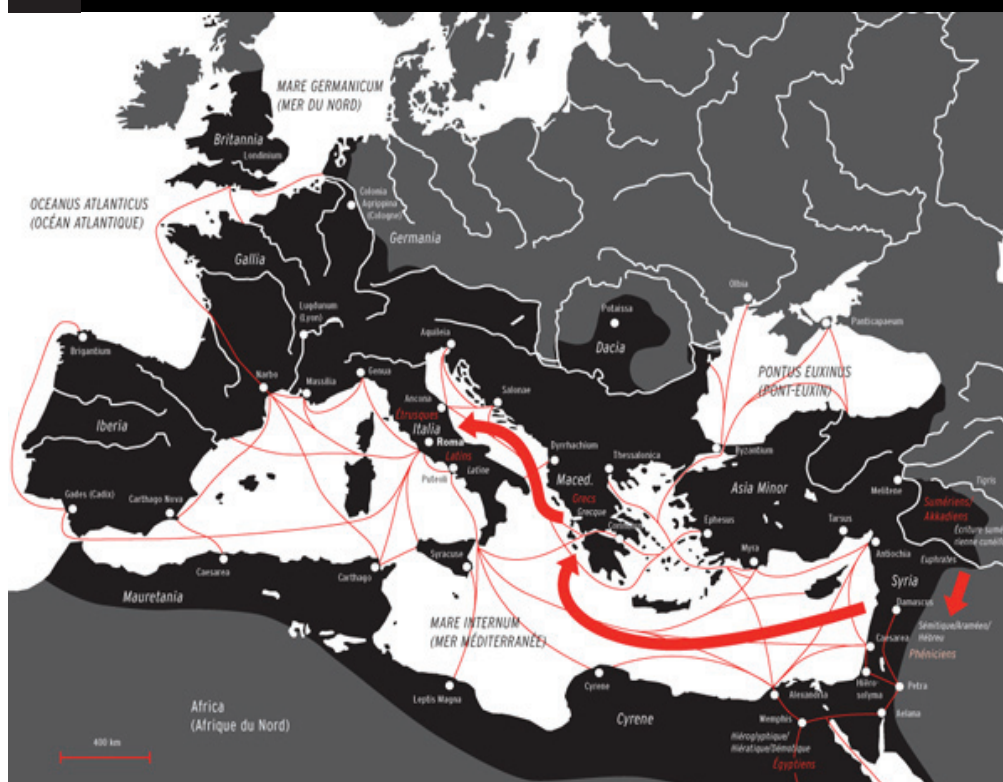 MARE GERMANICUM
(MER DU NORD)
Britannia
Londinium
OCEANUS ATLANTICUS
(OCÉAN ATLANTIQUE)
Colonia
Agrippina
(Cologne)
Germania
Gallia
Lugdunum
(Lyon)
Olbia
Potaissa
Panticapaeum
Dacia
Aquileia
Brigantium
PONTUS EUXINUS
(PONT-EUXIN)
Narbo
Massilia
Genua
Salonae
Ancona
Étrusques
Iberia
Italia
Roma
Latins
Latine
Puteoli
Dyrrhachium
Thessalonica
Byzantium
Maced.
Grecs
Grecque
Asia Minor
Melitene
Tigris
Sumériens/
Akkadiens
Gades (Cadix)
Carthago Nova
Ephesus
Tarsus
Myra
Antiochia
Euphrates
Syracuse
Caesarea
Carthago
Mauretania
Syria
Damascus
MARE INTERNUM
(MER MÉDITERRANÉE)
Sémitique/Araméen/
Hébreu
Caesarea
Phéniciens
Hiéro-
solyma
Petra
Leptis Magna
Cyrene
Alexandria
Aelana
Africa
(Afrique du Nord)
Cyrene
Memphis
Hiéroglyphique/
Hiératique/Démotique
Égyptiens
400 km